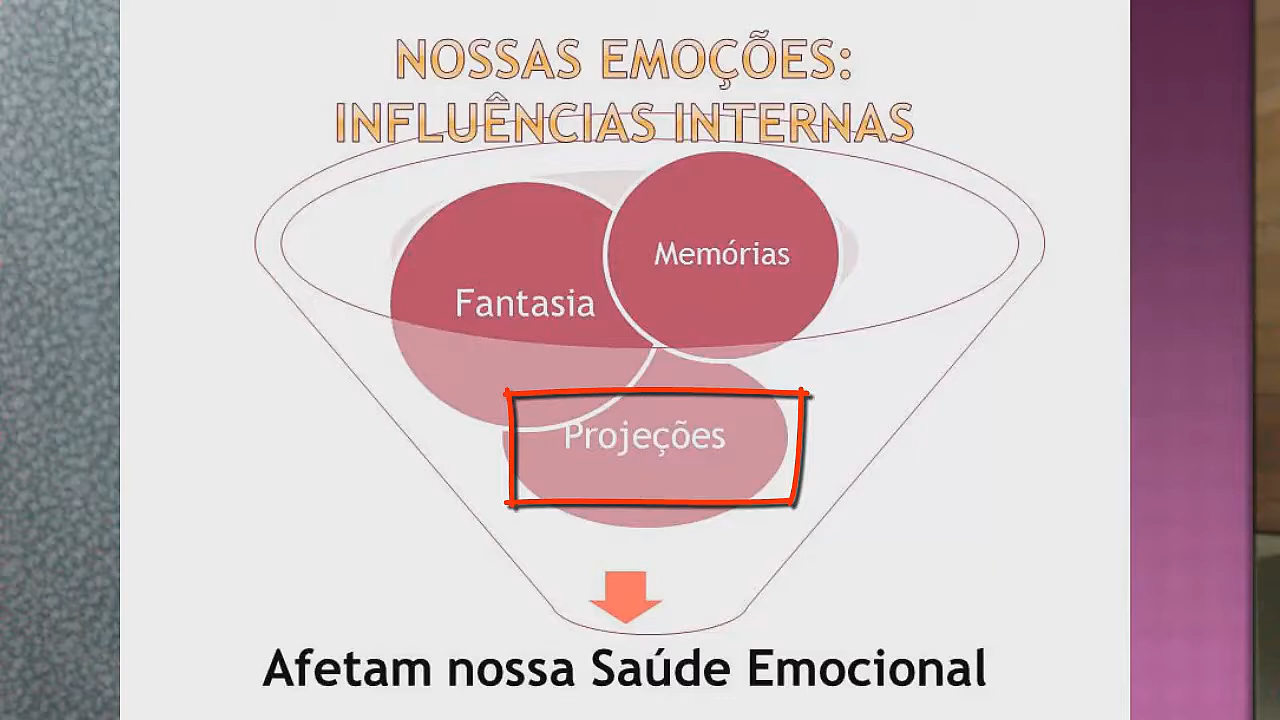 NOSSAS EMOÇÕES:
INFLUÊNCIAS INTERNAS
Memórias
Fantasia
Projeções
Afetam nossa Saúde Emocional